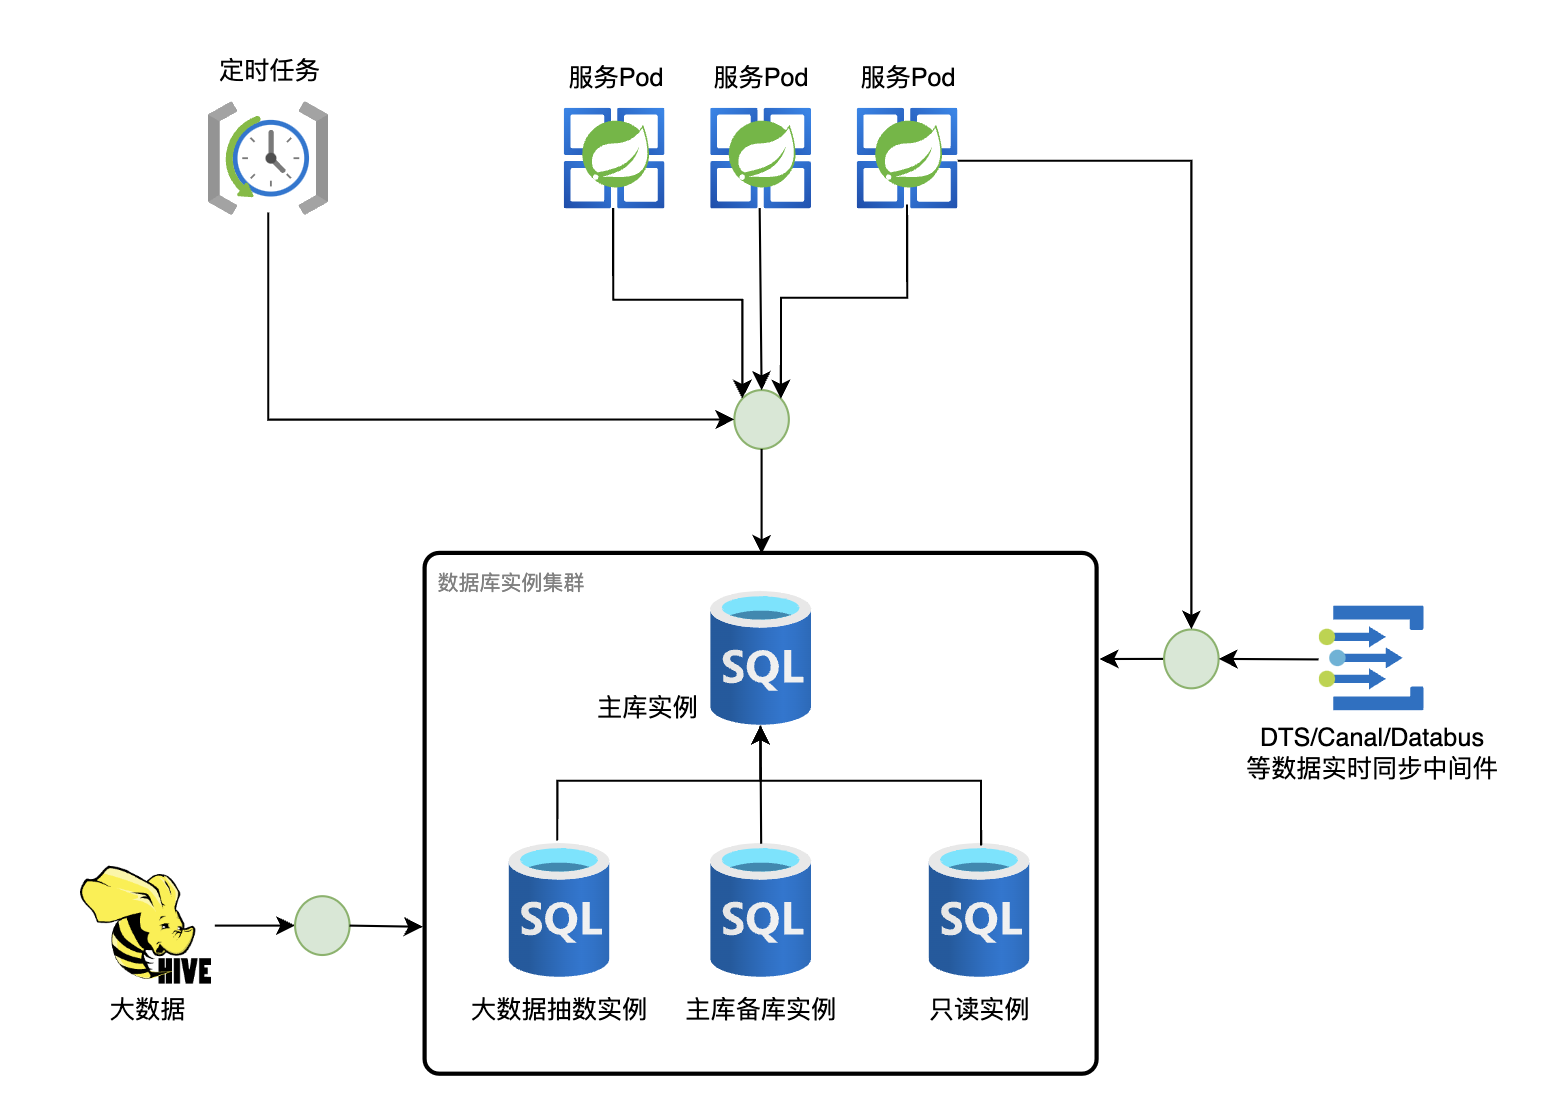 定时任务
服务Pod
服务Pod
服务Pod
数据库实例集群
SQL
主库实例
DTS/Canal/Databus
等数据实时同步中间件
SQL
SQL
SQL
HIVE
大数据
大数据抽数实例
主库备库实例
只读实例